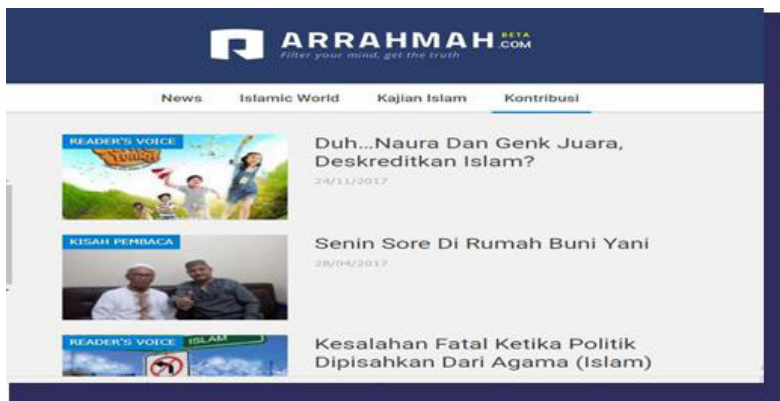 ARRAHMAH.COM BETA
Filter your mind, get the truth
News Islamic World Kajian Islam Kontribusi
READER'S VOICE
Duh...Naura Dan Genk Juara,
Deskreditkan Islam?
24/11/2017
KISAH PEMBACA
Senin Sore Di Rumah Buni Yani
28/04/2017
READER'S VOICE
ISLAM
Kesalahan Fatal Ketika Politik
Dipisahkan Dari Agama (Islam)